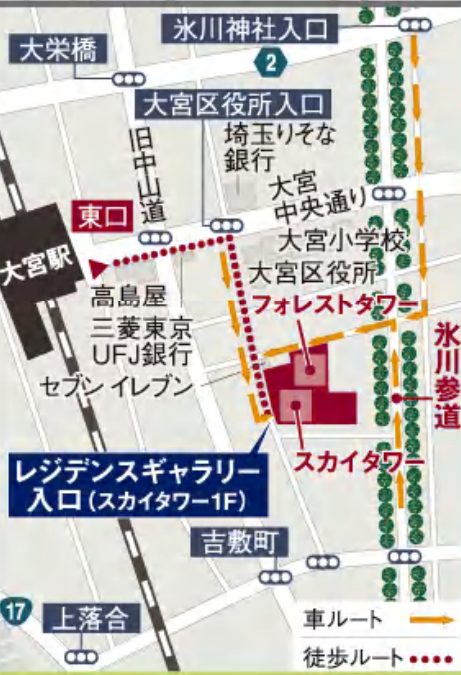 氷川神社入口
大栄橋
2
大宮区役所入口
埼玉りそな
銀行
旧中山道
大宮
中央通り
東口
大宮小学校
大宮駅
大宮区役所
高島屋
フォレストタワー
三菱東京
UFJ銀行
セブン イレブン
氷川参道
スカイタワー
レジデンスギャラリー
入口(スカイタワー1F)
吉敷町
17
上落合
車ルート
徒歩ルート